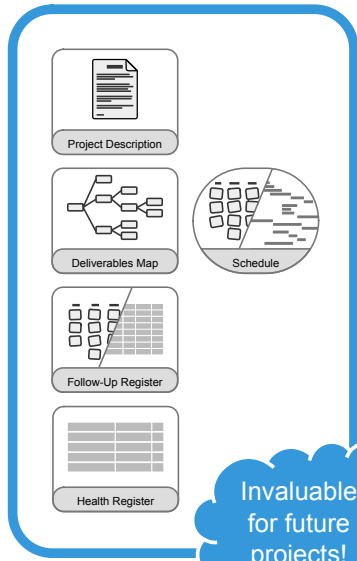 Project Description
Deliverables Map
Schedule
Follow-Up Register
Health Register
Invaluable
for future
projects!